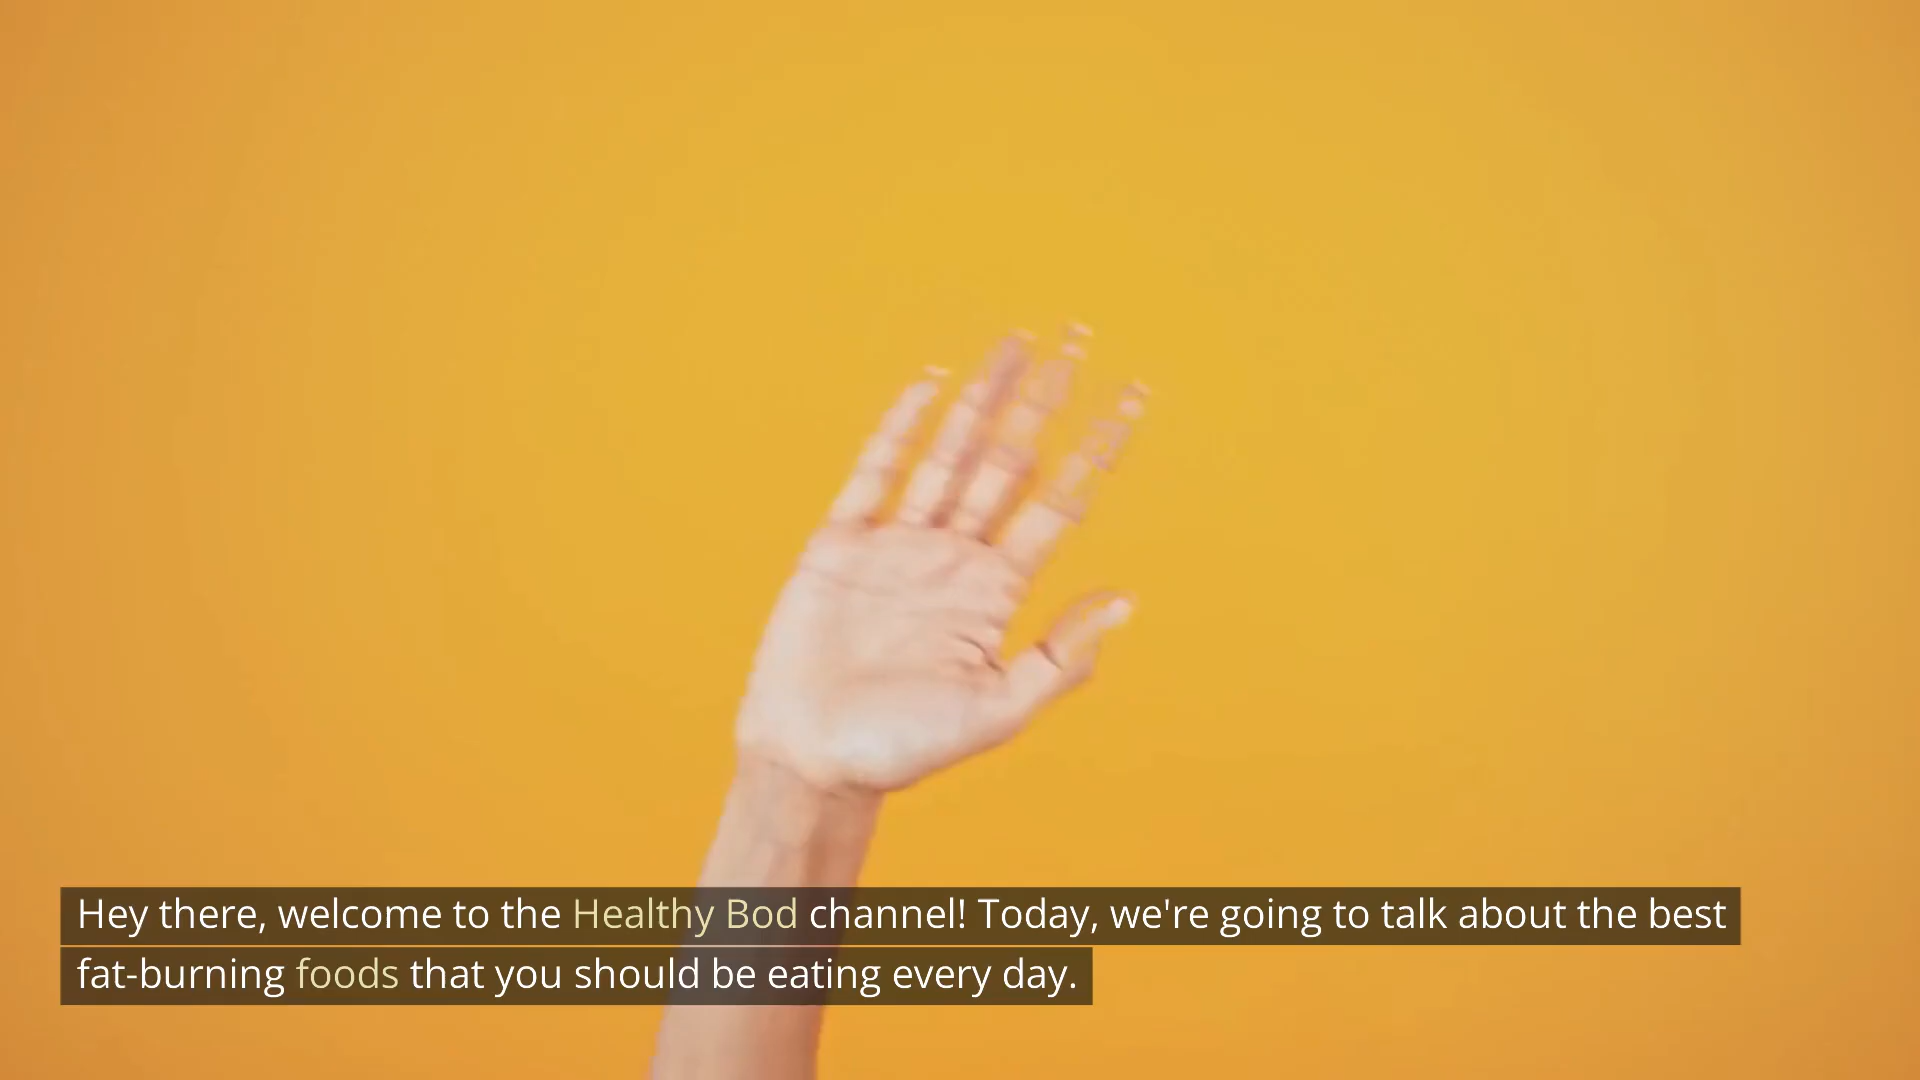 Hey there, welcome to the Healthy Bod channel! Today, we're going to talk about the best
fat-burning foods that you should be eating every day.